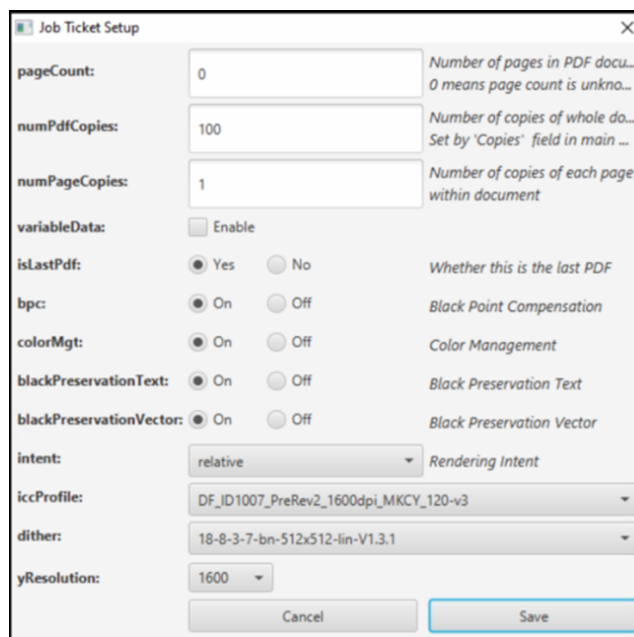 Job Ticket Setup
pageCount: 0 Number of pages in PDF docu...
0 means page count is unkno...
numPdfCopies: 100 Number of copies of whole do...
Set by 'Copies' field in main ...
numPageCopies: 1 Number of copies of each page
within document
variableData: Enable
isLastPdf: Yes No Whether this is the last PDF
bpc: On Off Black Point Compensation
colorMgt: On Off Color Management
blackPreservationText: On Off Black Preservation Text
blackPreservationVector: On Off Black Preservation Vector
intent: relative Rendering Intent
iccProfile: DF_ID1007_PreRev2_1600dpi_MKCY_120-v3
dither: 18-8-3-7-bn-512x512-lin-V1.3.1
yResolution: 1600
Cancel Save